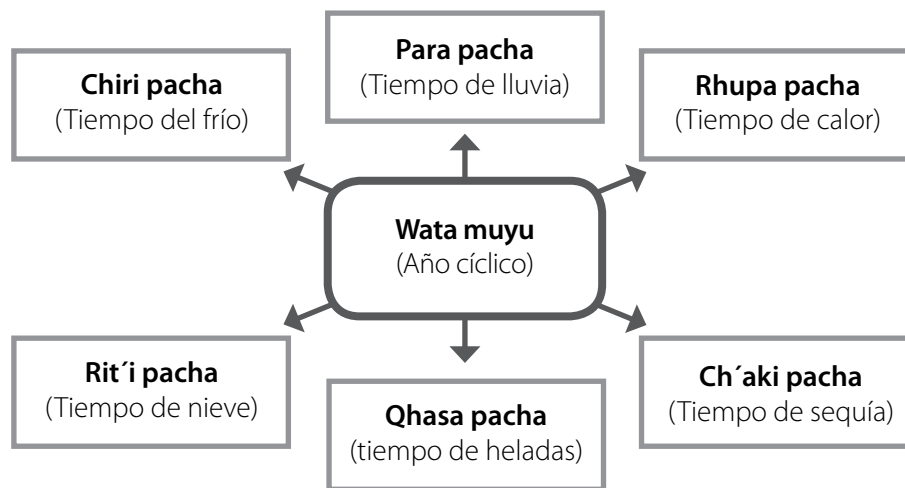 Para pacha
(Tiempo de lluvia)
Chiri pacha
(Tiempo del frío)
Rhupa pacha
(Tiempo de calor)
Wata muyu
(Año cíclico)
Rit´i pacha
(Tiempo de nieve)
Qhasa pacha
(tiempo de heladas)
Ch´aki pacha
(Tiempo de sequía)